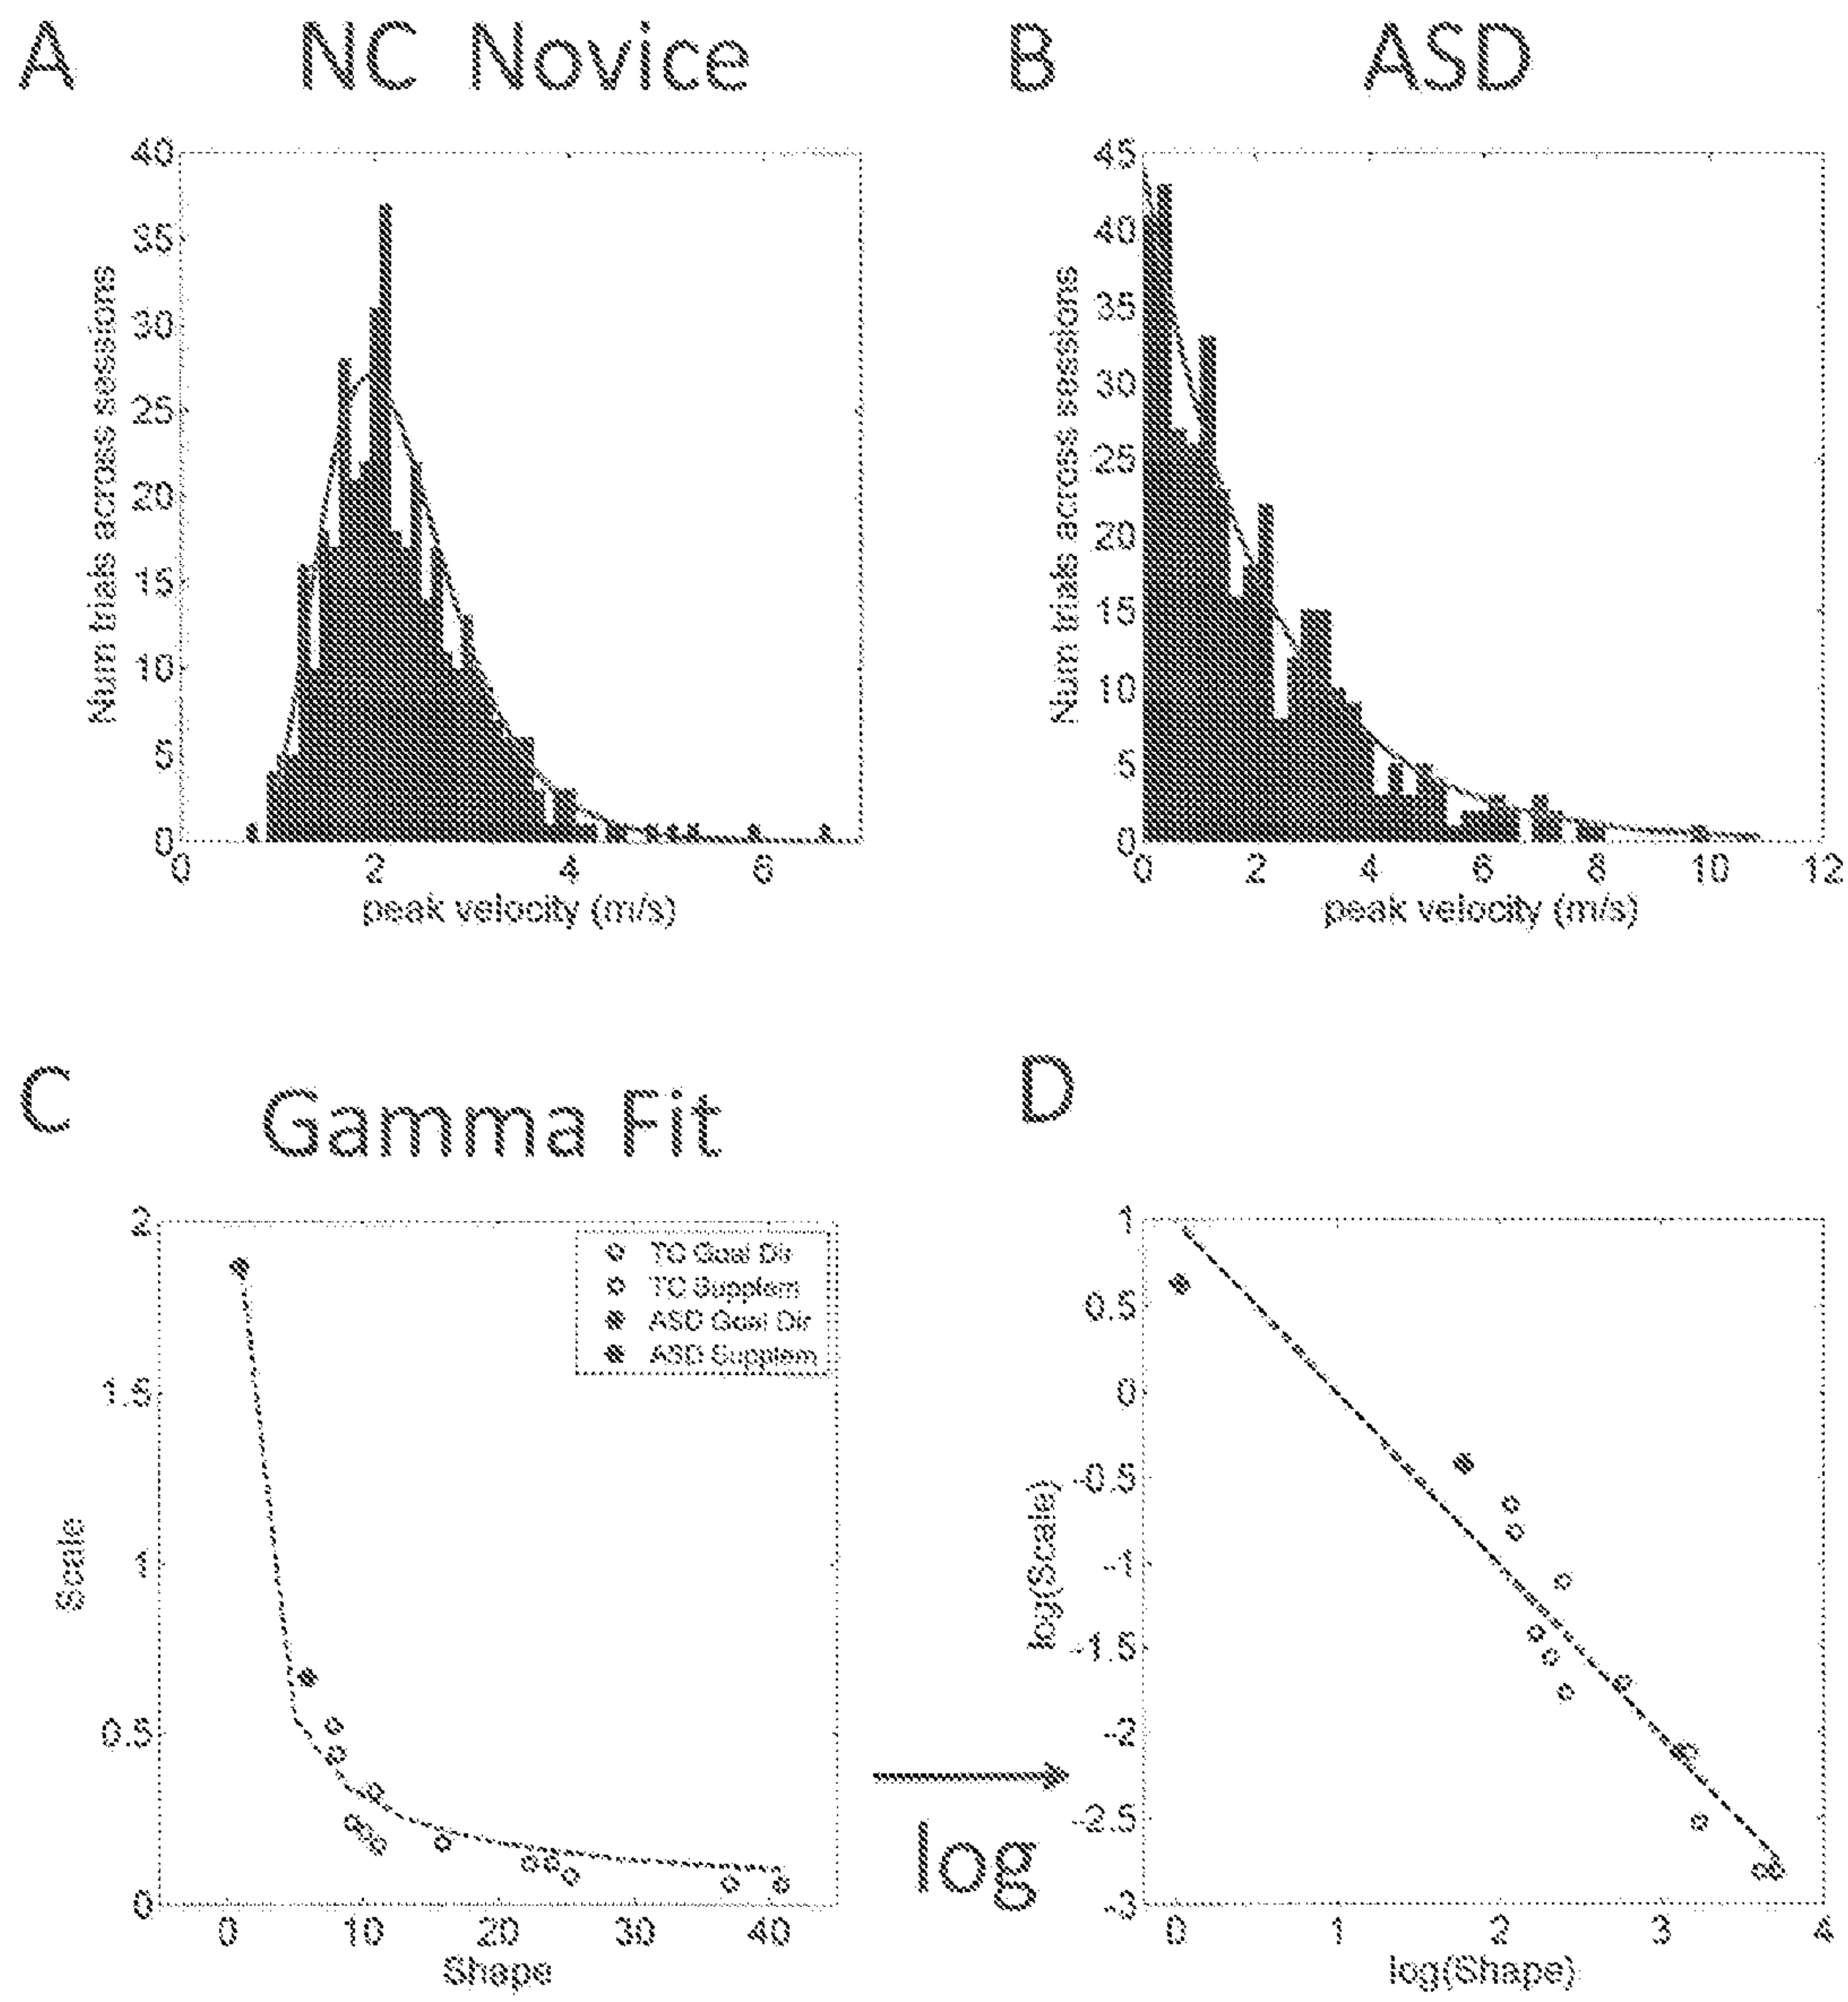 A
NC Novice
B
ASD
40
35
30
25
20
15
10
5
0
Num trials across sessions
0
2
4
6
peak velocity (m/s)
45
40
35
30
25
20
15
10
5
0
Num trials across sessions
0
2
4
6
8
10
12
peak velocity (m/s)
C
Gamma Fit
D
2
1.5
1
0.5
0
Scale
TC Goal Dir
TC Supplem
ASD Goal Dir
ASD Supplem
0
10
20
30
40
Shape
log
1
0.5
0
-0.5
-1
-1.5
-2
-2.5
-3
log(Scale)
0
1
2
3
4
log(Shape)